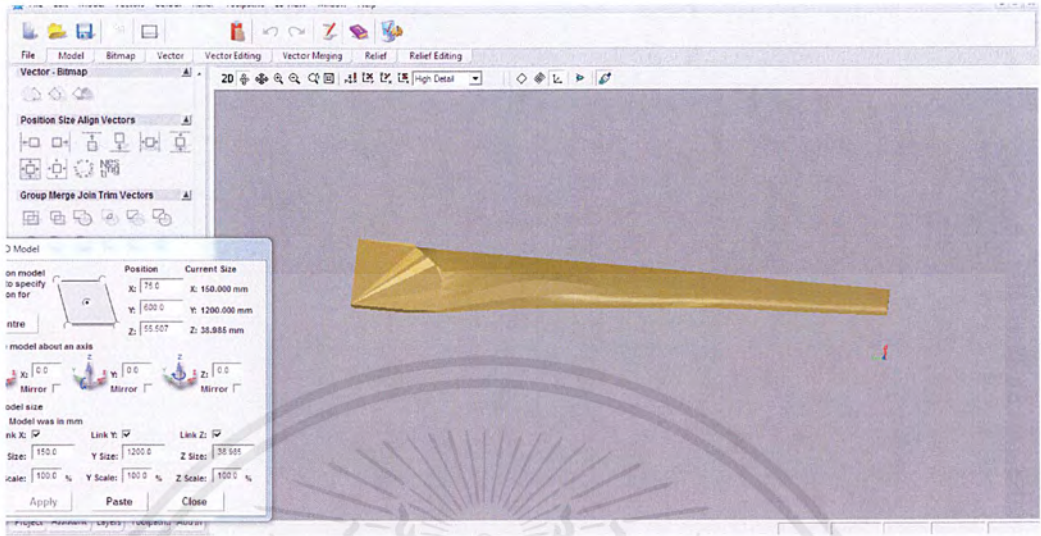 File Model Bitmap Vector Vector Editing Vector Merging Relief Relief Editing
Vector - Bitmap
2D High Detail
Position Size Align Vectors
Group Merge Join Trim Vectors
D Model
on model
to specify
on for
Position Current Size
X: 75.0 X: 150.000 mm
Y: 600.0 Y: 1200.000 mm
Z: 55.507 Z: 38.985 mm
ntre
model about an axis
X: 0.0 Y: 0.0 Z: 0.0
Mirror Mirror Mirror
odel size
Model was in mm
nk X: Link Y: Link Z:
Size: 150.0 Y Size: 1200.0 Z Size: 38.985
Scale: 100.0 % Y Scale: 100.0 % Z Scale: 100.0 %
Apply Paste Close